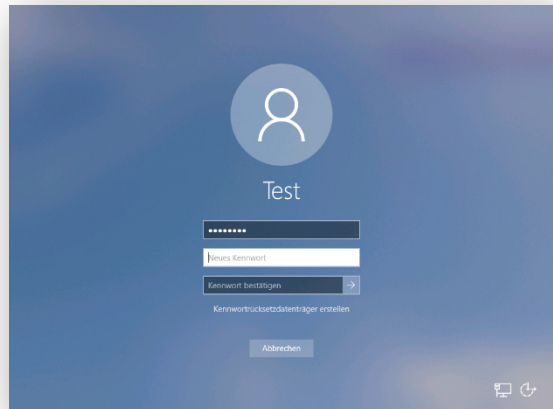 Test
••••••••
Neues Kennwort
Kennwort bestätigen
Kennwortrücksetzdatenträger erstellen
Abbrechen